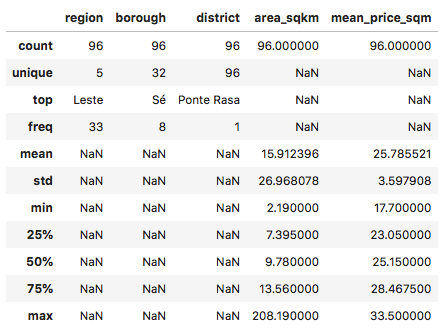 region borough district area_sqkm mean_price_sqm
count 96 96 96 96.000000 96.000000
unique 5 32 96 NaN NaN
top Leste Sé Ponte Rasa NaN NaN
freq 33 8 1 NaN NaN
mean NaN NaN NaN 15.912396 25.785521
std NaN NaN NaN 26.968078 3.597908
min NaN NaN NaN 2.190000 17.700000
25% NaN NaN NaN 7.395000 23.050000
50% NaN NaN NaN 9.780000 25.150000
75% NaN NaN NaN 13.560000 28.467500
max NaN NaN NaN 208.190000 33.500000